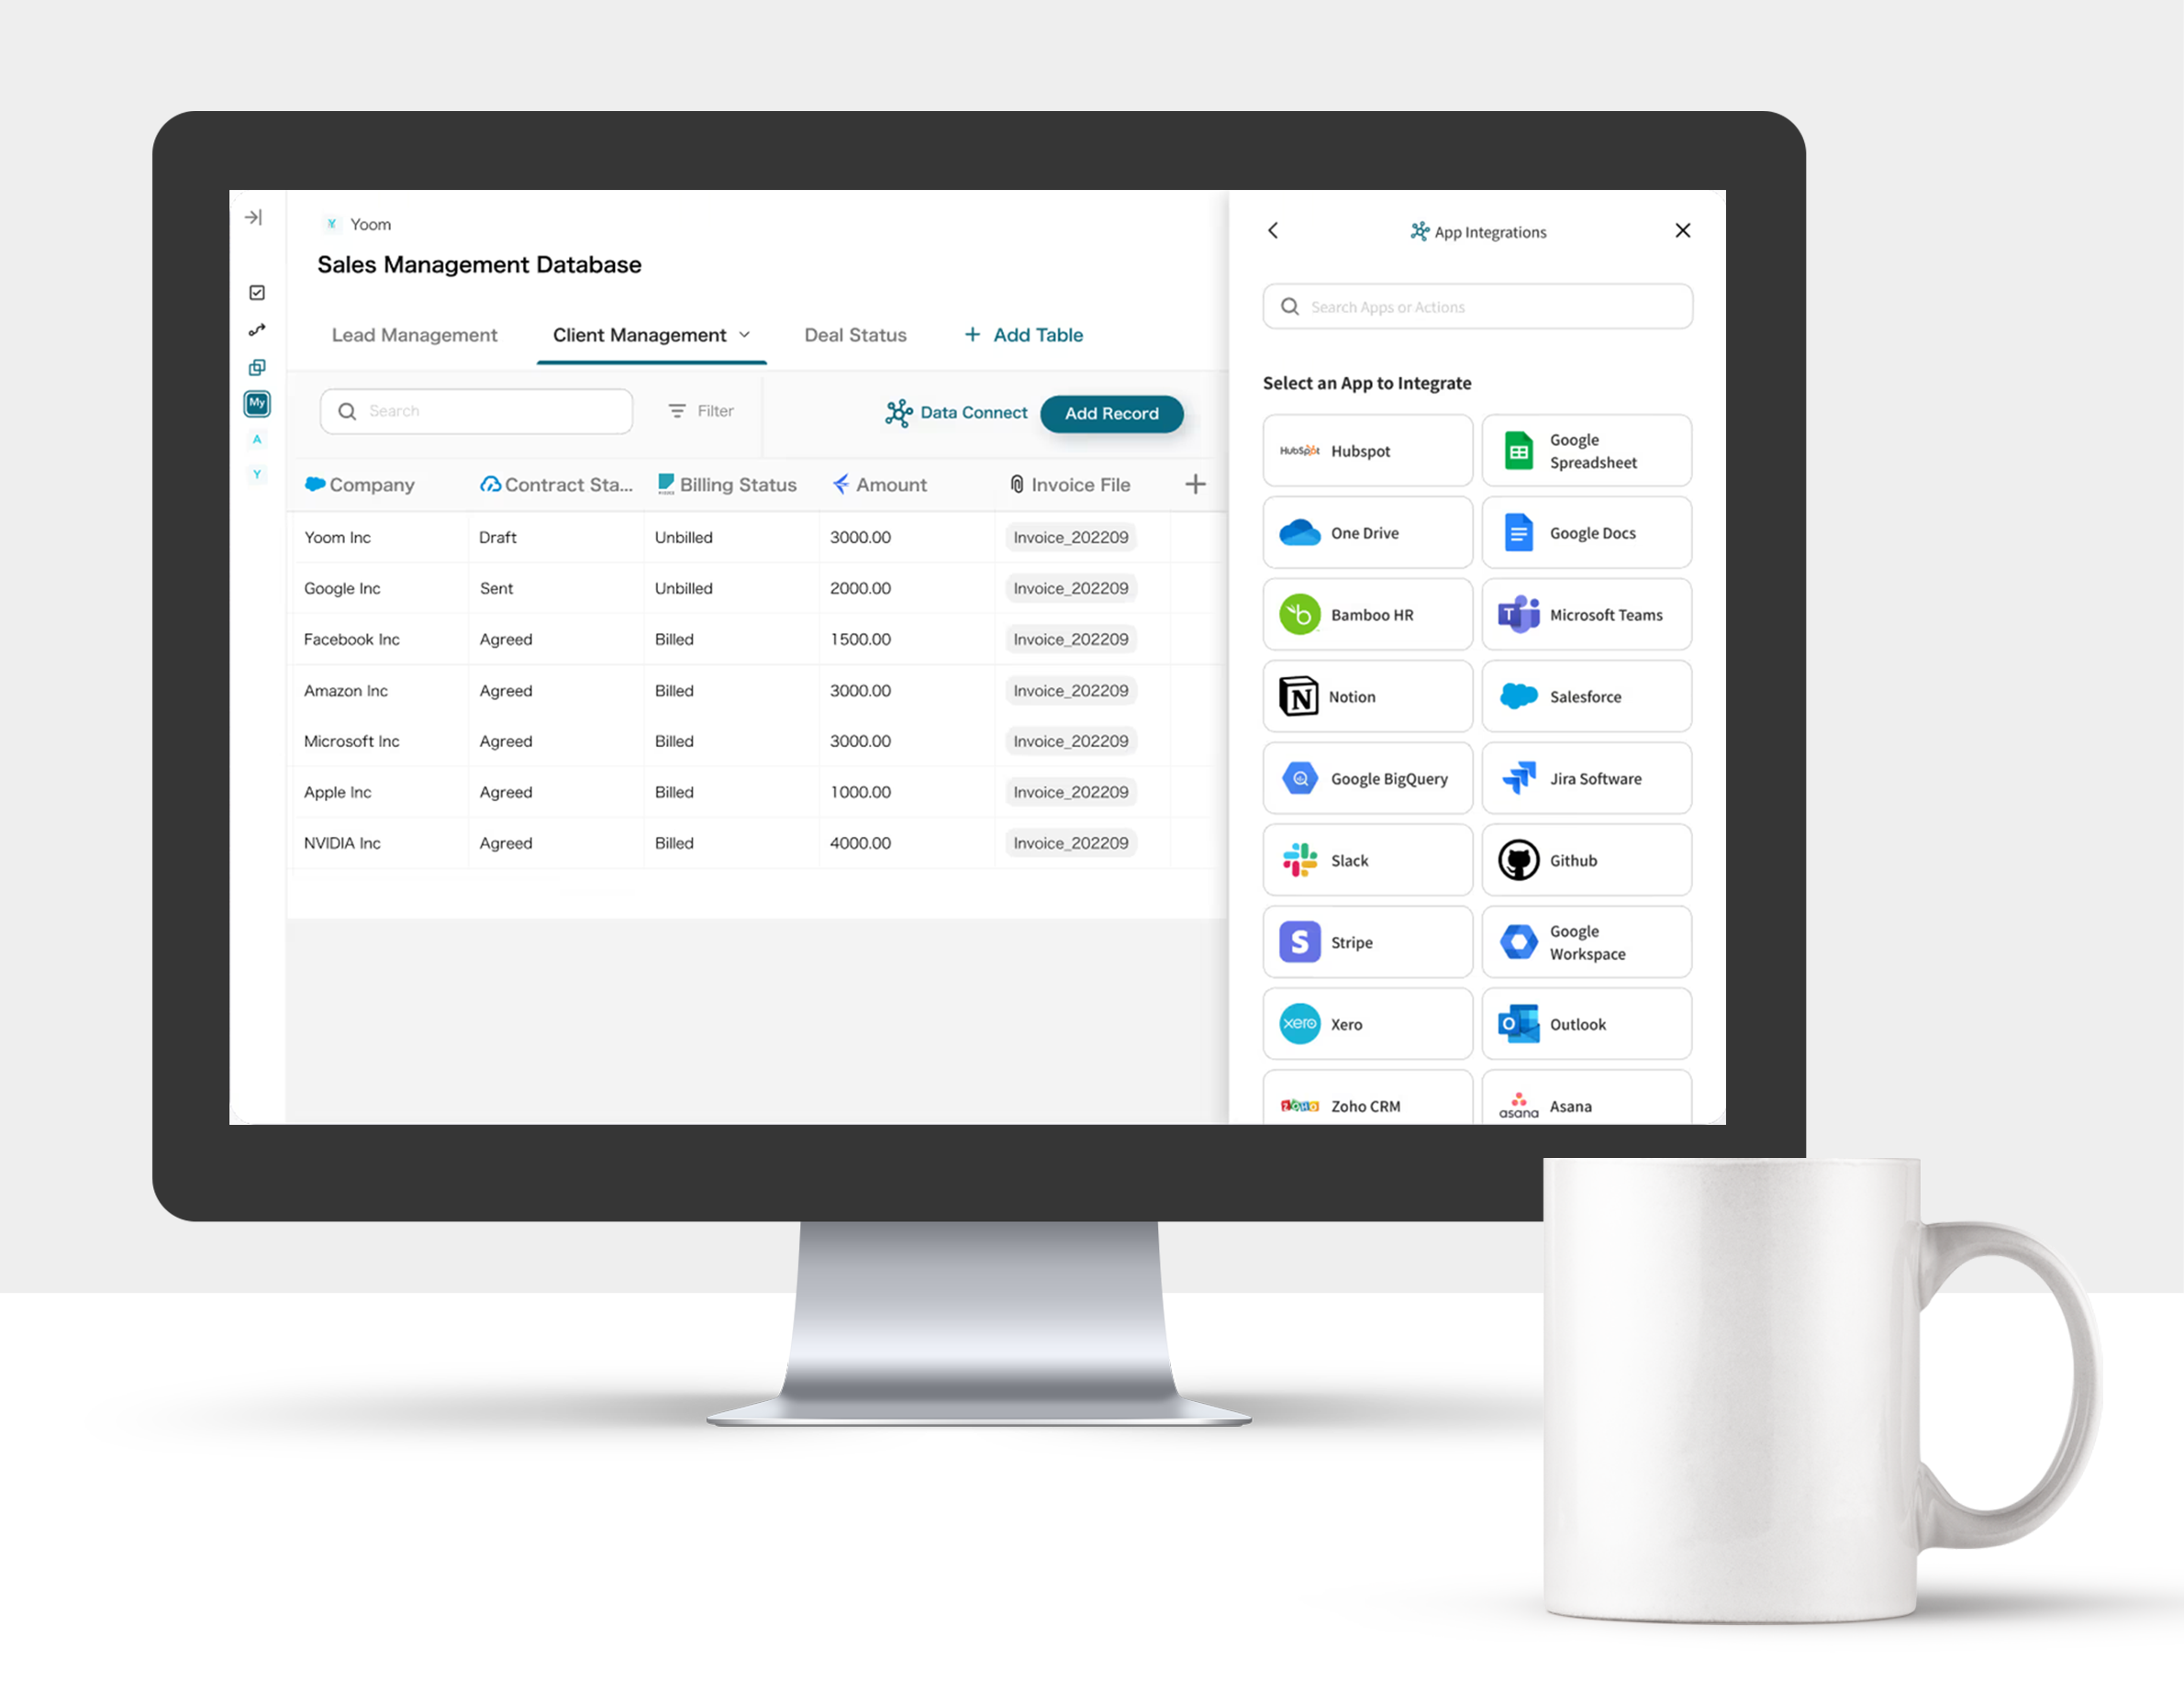 Yoom
Sales Management Database
Lead Management Client Management Deal Status + Add Table
Search Filter Data Connect Add Record
Company Contract Sta... Billing Status Amount Invoice File +
Yoom Inc Draft Unbilled 3000.00 Invoice_202209
Google Inc Sent Unbilled 2000.00 Invoice_202209
Facebook Inc Agreed Billed 1500.00 Invoice_202209
Amazon Inc Agreed Billed 3000.00 Invoice_202209
Microsoft Inc Agreed Billed 3000.00 Invoice_202209
Apple Inc Agreed Billed 1000.00 Invoice_202209
NVIDIA Inc Agreed Billed 4000.00 Invoice_202209
My
A
Y
App Integrations
Search Apps or Actions
Select an App to Integrate
HubSpot Hubspot
Google
Spreadsheet
One Drive
Google Docs
Bamboo HR
T Microsoft Teams
N Notion
Salesforce
Google BigQuery
Jira Software
Slack
Github
S Stripe
Google
Workspace
xero Xero
O Outlook
ZOHO Zoho CRM
asana Asana